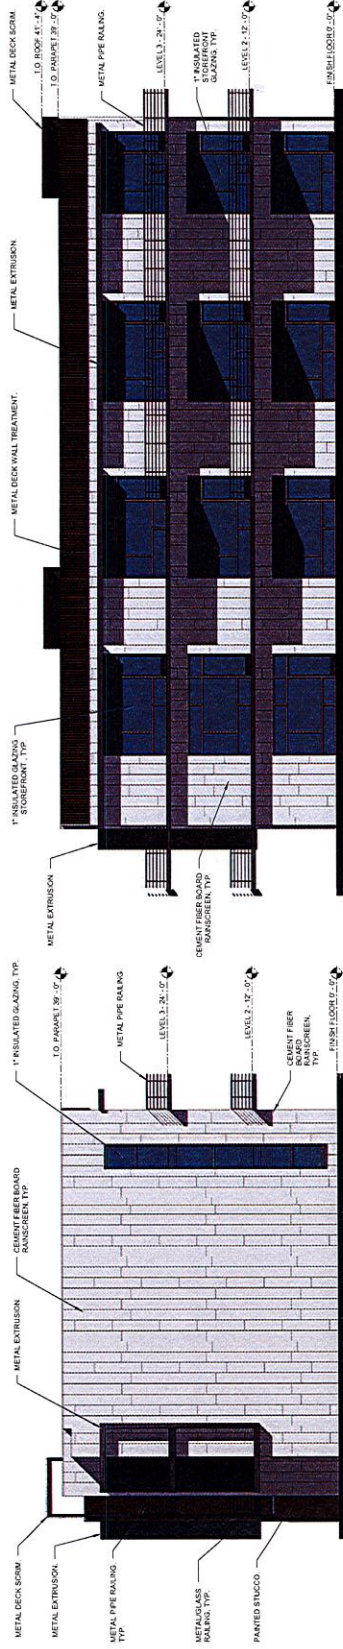 METAL DECK SCRIM.
METAL EXTRUSION.
METAL PIPE RAILING.
TYP.
METAL/GLASS
RAILING, TYP.
PAINTED STUCCO.
METAL EXTRUSION.
CEMENT FIBER BOARD
RAINSCREEN, TYP.
1" INSULATED GLAZING, TYP.
T.O. PARAPET 39' - 0"
METAL PIPE RAILING.
LEVEL 3 - 24' - 0"
LEVEL 2 - 12' - 0"
CEMENT FIBER
BOARD
RAINSCREEN,
TYP.
FINISH FLOOR 0' - 0"
METAL EXTRUSION.
CEMENT FIBER BOARD
RAINSCREEN, TYP.
1" INSULATED GLAZING
STOREFRONT, TYP.
METAL DECK WALL TREATMENT.
METAL EXTRUSION.
METAL DECK SCRIM.
T.O. ROOF 41' - 4"
T.O. PARAPET 39' - 0"
METAL PIPE RAILING.
LEVEL 3 - 24' - 0"
1" INSULATED
STOREFRONT
GLAZING, TYP.
LEVEL 2 - 12' - 0"
FINISH FLOOR 0' - 0"